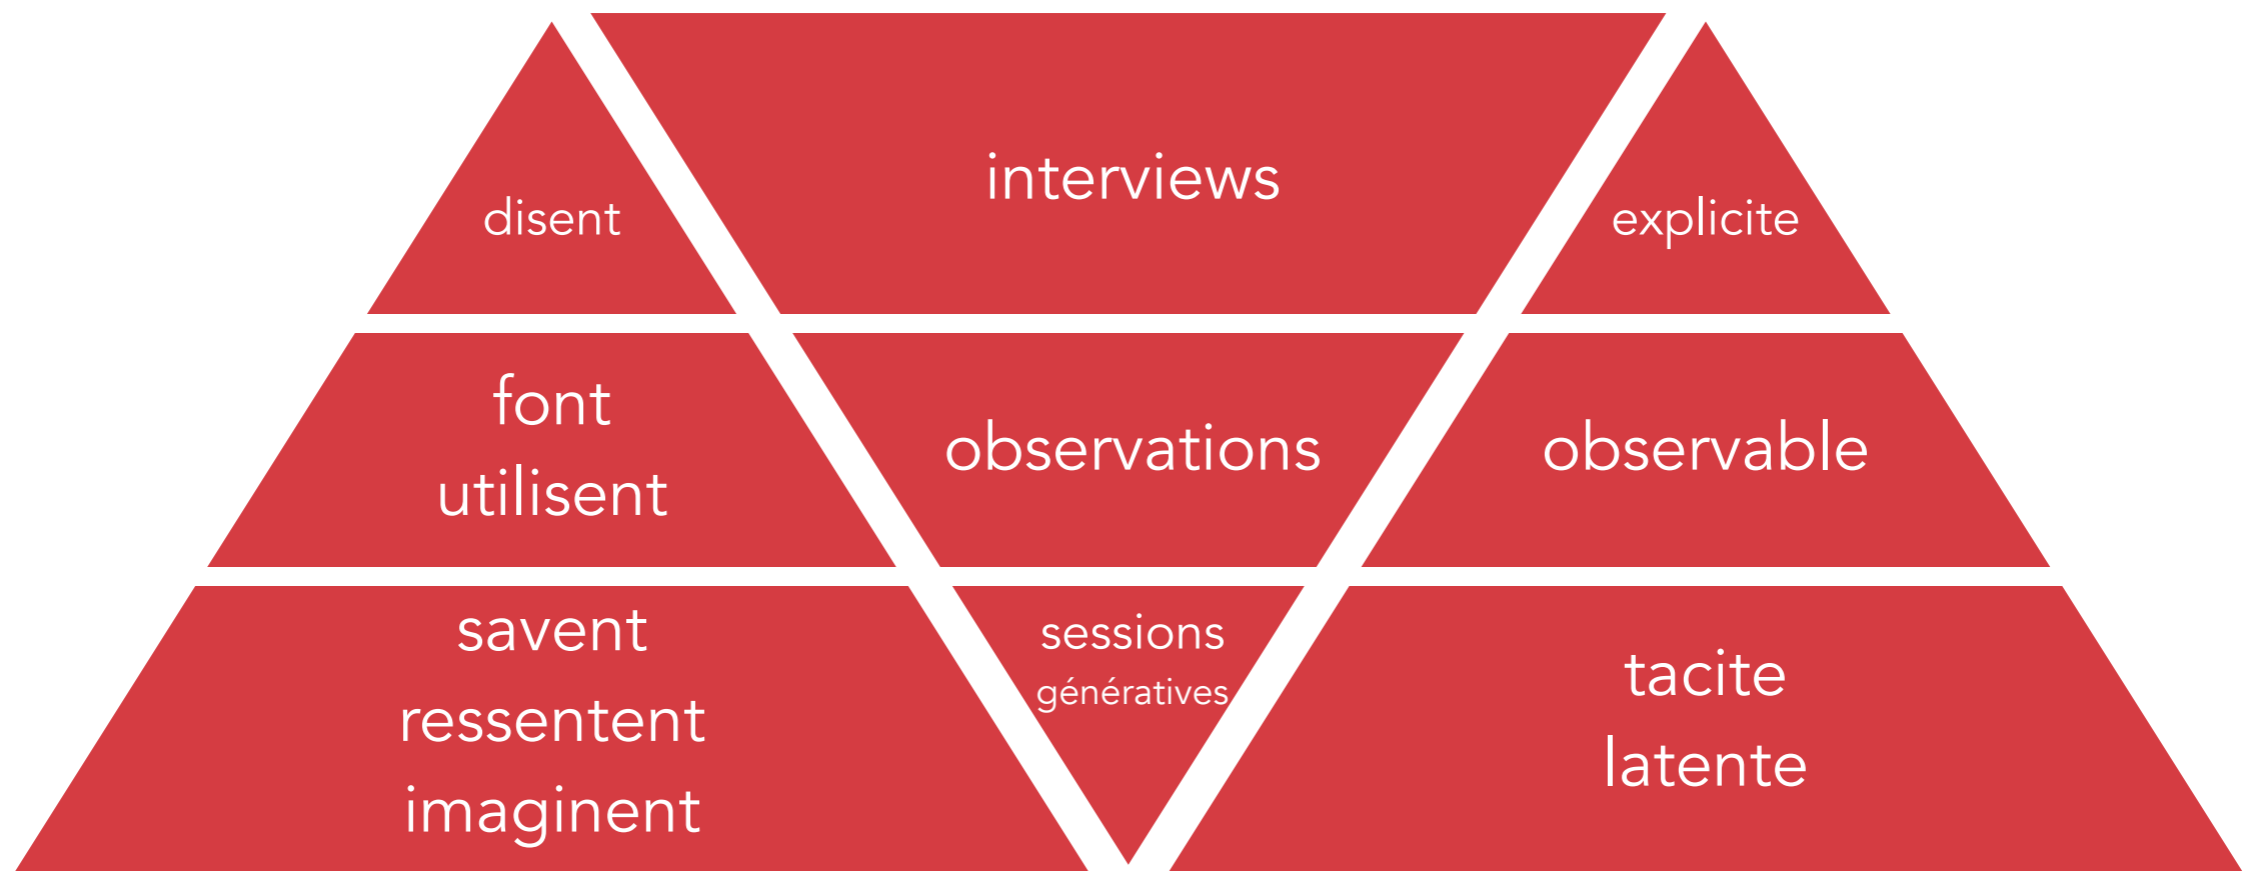 disent
interviews
explicite
font
utilisent
observations
observable
savent
ressentent
imaginent
sessions
génératives
tacite
latente